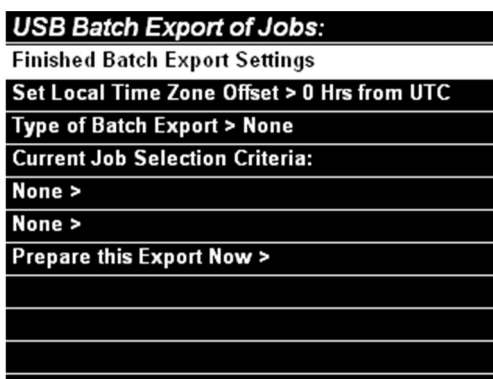 USB Batch Export of Jobs:
Finished Batch Export Settings
Set Local Time Zone Offset > 0 Hrs from UTC
Type of Batch Export > None
Current Job Selection Criteria:
None >
None >
Prepare this Export Now >